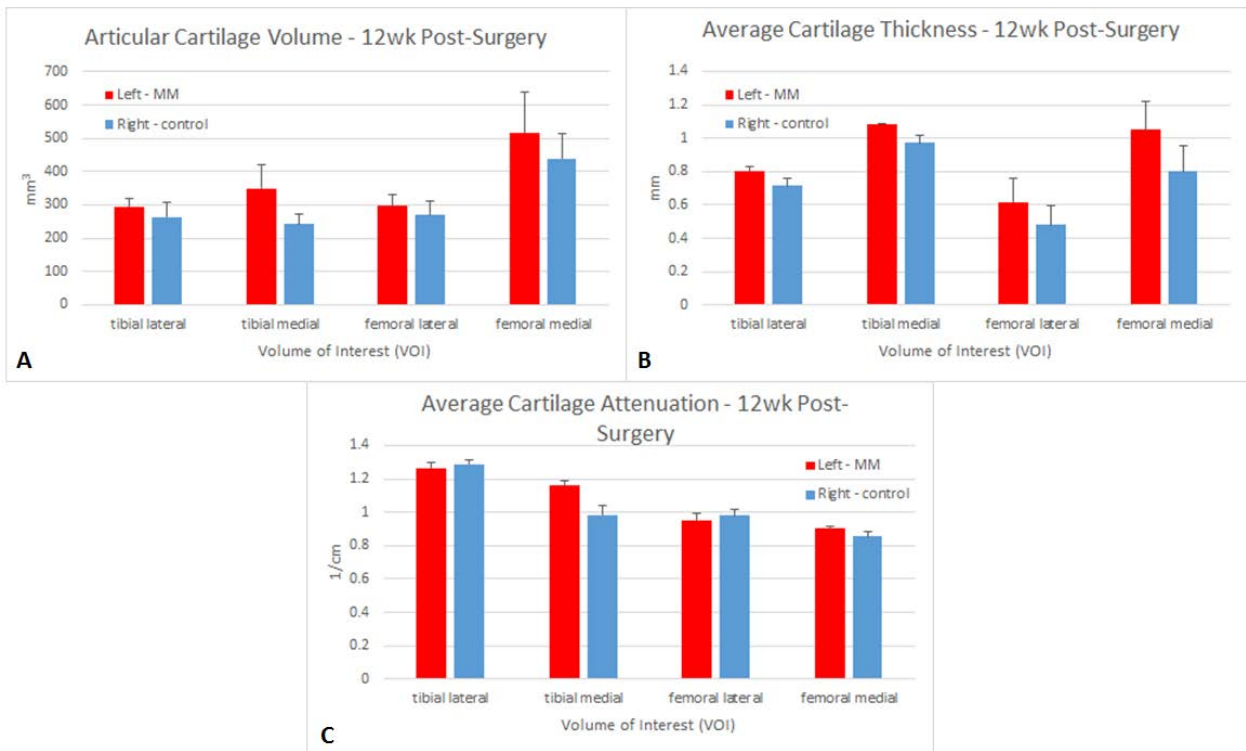 Articular Cartilage Volume - 12wk Post-Surgery
700
600
500
400
300
200
100
0
mm³
Left - MM
Right - control
tibial lateral tibial medial femoral lateral femoral medial
Volume of Interest (VOI)
A
Average Cartilage Thickness - 12wk Post-Surgery
1.4
1.2
1
0.8
0.6
0.4
0.2
0
mm
Left - MM
Right - control
tibial lateral tibial medial femoral lateral femoral medial
Volume of Interest (VOI)
B
Average Cartilage Attenuation - 12wk Post-
Surgery
1.4
1.2
1
0.8
0.6
0.4
0.2
0
1/cm
Left - MM
Right - control
tibial lateral tibial medial femoral lateral femoral medial
Volume of Interest (VOI)
C